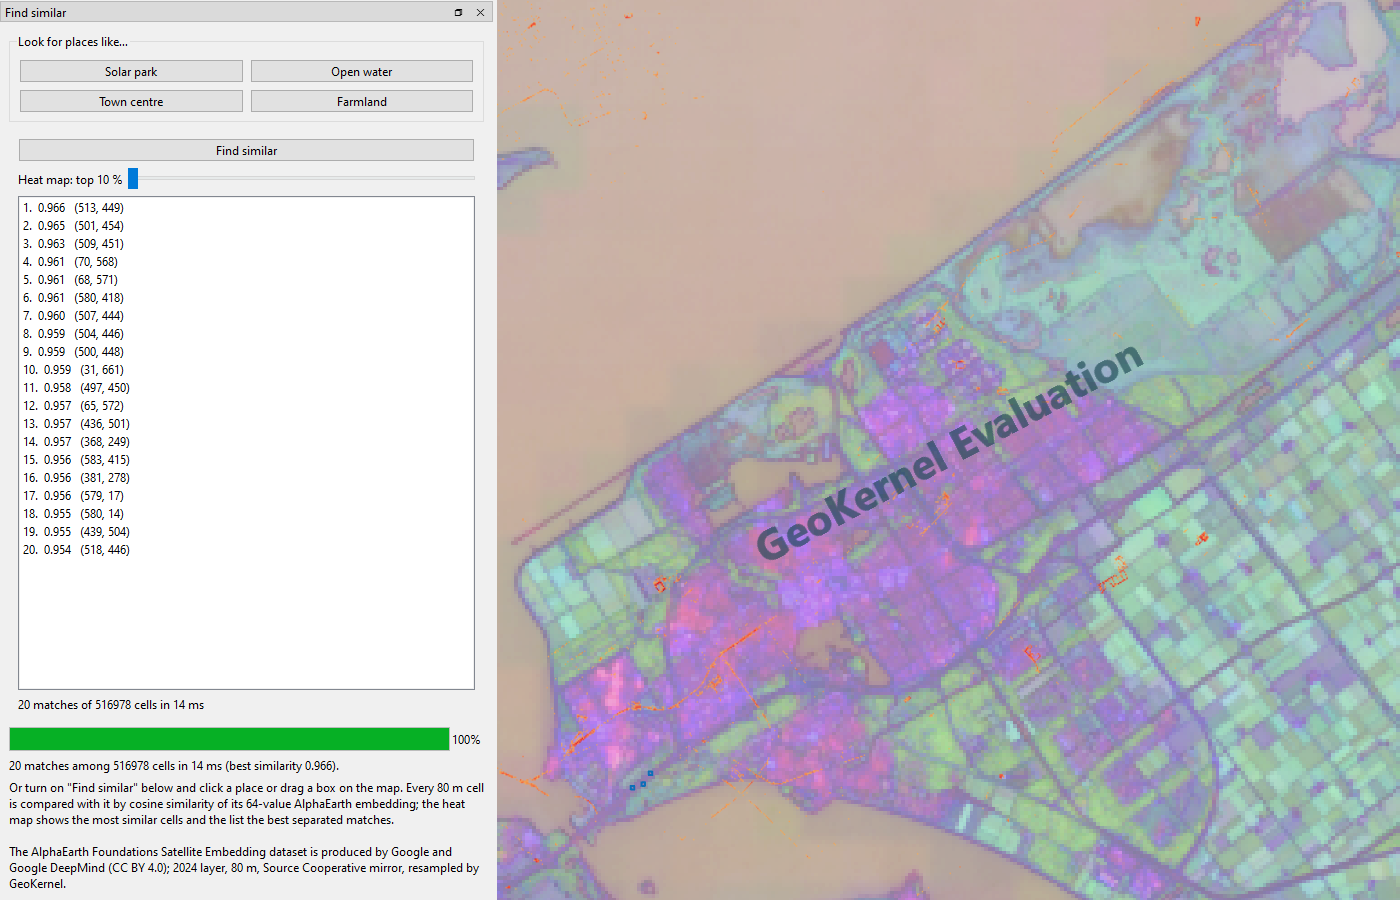 Find similar
Look for places like...
Solar park
Open water
Town centre
Farmland
Find similar
Heat map: top 10 %
1. 0.966 (513, 449)
2. 0.965 (501, 454)
3. 0.963 (509, 451)
4. 0.961 (70, 568)
5. 0.961 (68, 571)
6. 0.961 (580, 418)
7. 0.960 (507, 444)
8. 0.959 (504, 446)
9. 0.959 (500, 448)
10. 0.959 (31, 661)
11. 0.958 (497, 450)
12. 0.957 (65, 572)
13. 0.957 (436, 501)
14. 0.957 (368, 249)
15. 0.956 (583, 415)
16. 0.956 (381, 278)
17. 0.956 (579, 17)
18. 0.955 (580, 14)
19. 0.955 (439, 504)
20. 0.954 (518, 446)
20 matches of 516978 cells in 14 ms
100%
20 matches among 516978 cells in 14 ms (best similarity 0.966).
Or turn on "Find similar" below and click a place or drag a box on the map. Every 80 m cell
is compared with it by cosine similarity of its 64-value AlphaEarth embedding; the heat
map shows the most similar cells and the list the best separated matches.
The AlphaEarth Foundations Satellite Embedding dataset is produced by Google and
Google DeepMind (CC BY 4.0); 2024 layer, 80 m, Source Cooperative mirror, resampled by
GeoKernel.
GeoKernel Evaluation